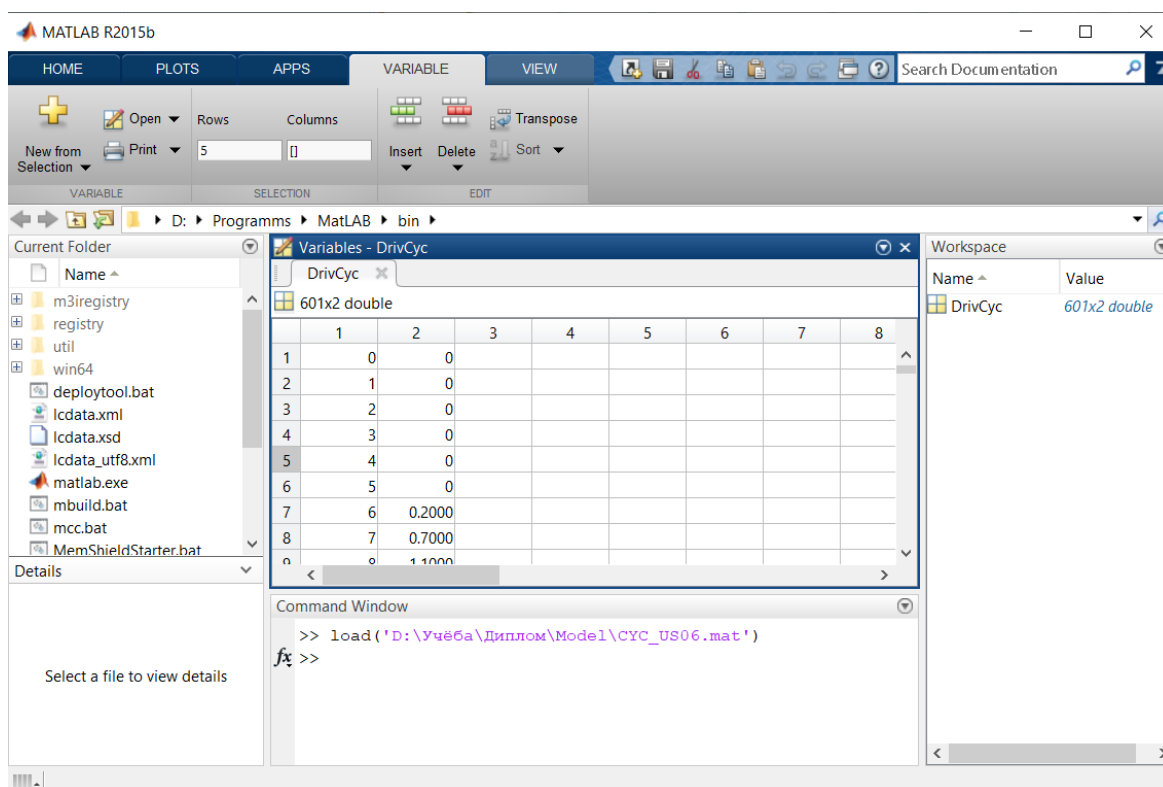 MATLAB R2015b
HOME PLOTS APPS VARIABLE VIEW Search Documentation
New from Selection Open Print Rows Columns 5 [] Insert Delete Transpose Sort
VARIABLE SELECTION EDIT
D: Programms MatLAB bin
Current Folder
Name
m3iregistry
registry
util
win64
deploytool.bat
lcdata.xml
lcdata.xsd
lcdata_utf8.xml
matlab.exe
mbuild.bat
mcc.bat
MemShieldStarter.bat
Details
Select a file to view details
Variables - DrivCyc
DrivCyc
601x2 double
1 2 3 4 5 6 7 8
1 0 0
2 1 0
3 2 0
4 3 0
5 4 0
6 5 0
7 6 0.2000
8 7 0.7000
9 8 1.1000
Command Window
>> load('D:\Учёба\Диплом\Model\CYC_US06.mat')
fx >>
Workspace
Name Value
DrivCyc 601x2 double